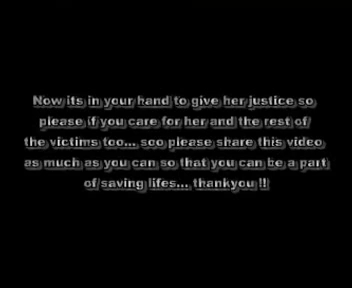 Now its in your hand to give her justice so
please if you care for her and the rest of
the victims too... soo please share this video
as much as you can so that you can be a part
of saving lifes... thankyou !!